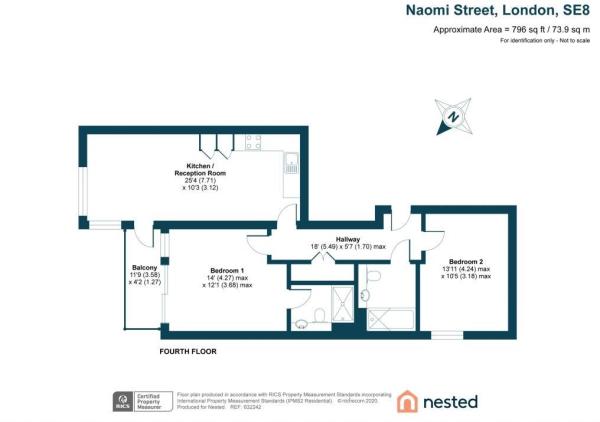 Naomi Street, London, SE8
Approximate Area = 796 sq ft / 73.9 sq m
For identification only - Not to scale
N
Kitchen /
Reception Room
25'4 (7.71)
x 10'3 (3.12)
Hallway
18' (5.49) x 5'7 (1.70) max
Balcony
11'9 (3.58)
x 4'2 (1.27)
Bedroom 1
14' (4.27) max
x 12'1 (3.68) max
Bedroom 2
13'11 (4.24) max
x 10'5 (3.18) max
FOURTH FLOOR
RICS
Certified
Property
Measurer
Floor plan produced in accordance with RICS Property Measurement Standards incorporating
International Property Measurement Standards (IPMS2 Residential). ©nichecom 2020.
Produced for Nested. REF: 632242
nested